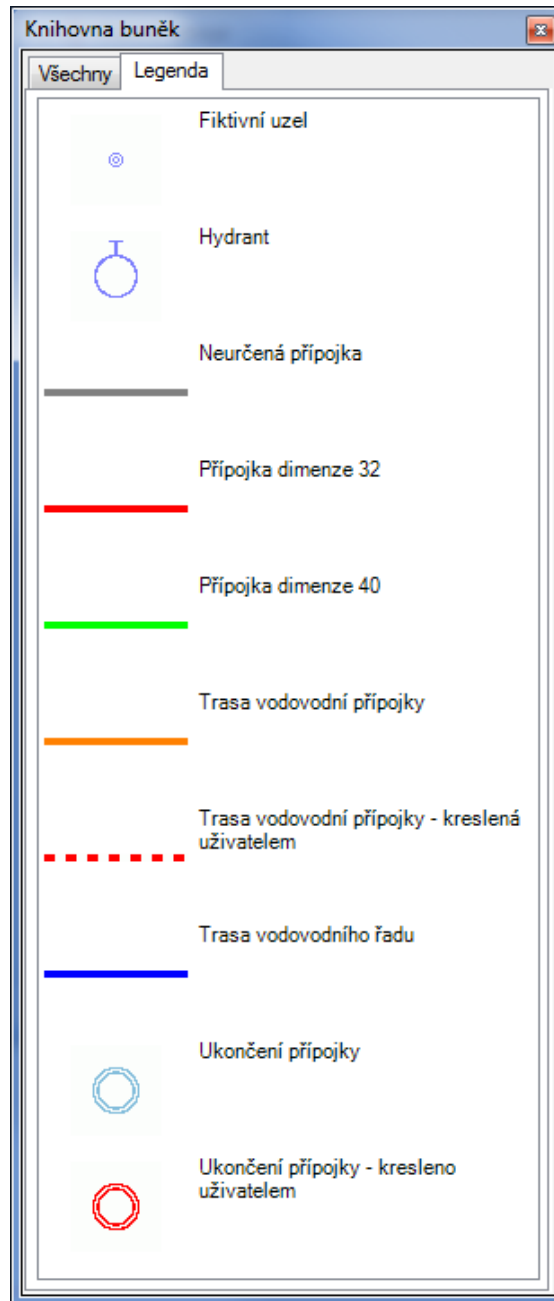 Knihovna buněk
Všechny
Legenda
Fiktivní uzel
Hydrant
Neurčená přípojka
Přípojka dimenze 32
Přípojka dimenze 40
Trasa vodovodní přípojky
Trasa vodovodní přípojky - kreslená
uživatelem
Trasa vodovodního řadu
Ukončení přípojky
Ukončení přípojky - kresleno
uživatelem